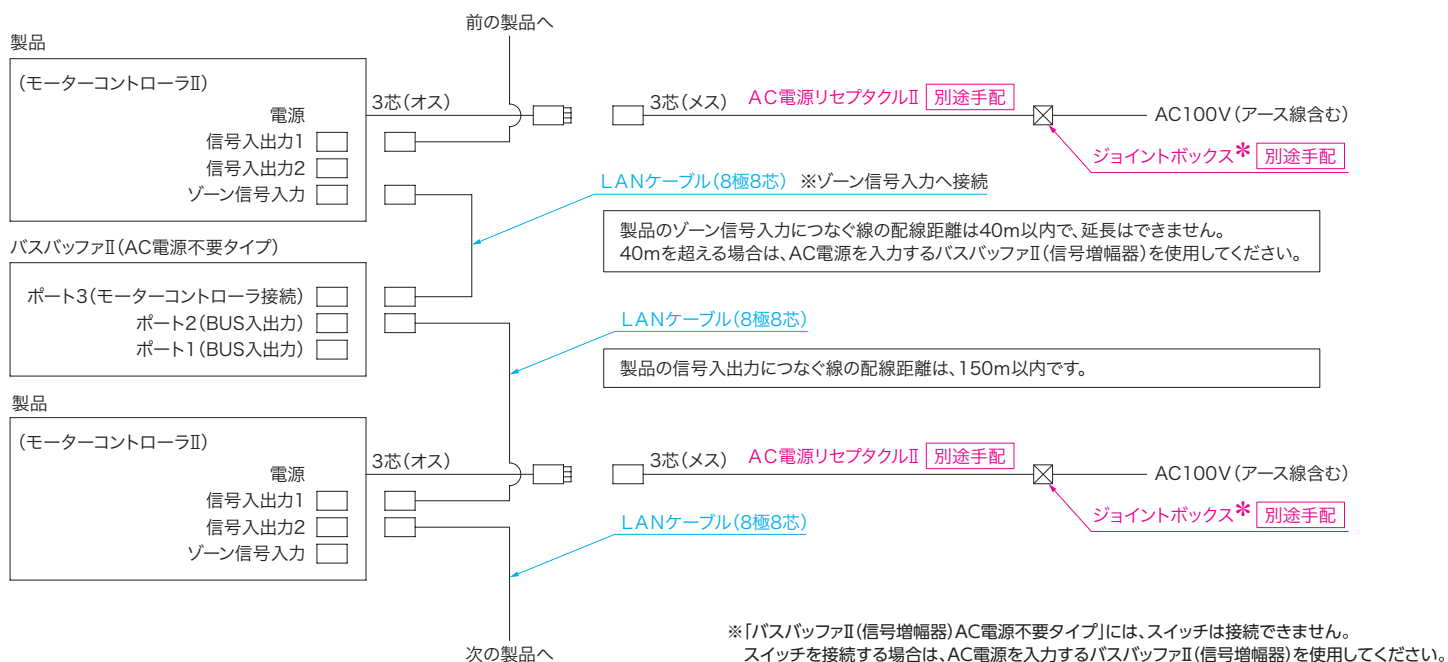 前の製品へ
製品
(モーターコントローラⅡ)
電源
信号入出力1
信号入出力2
ゾーン信号入力
3芯(オス)
3芯(メス)
AC電源リセプタクルⅡ 別途手配
AC100V(アース線含む)
ジョイントボックス* 別途手配
LANケーブル(8極8芯) ※ゾーン信号入力へ接続
製品のゾーン信号入力につなぐ線の配線距離は40m以内で、延長はできません。
40mを超える場合は、AC電源を入力するバスバッファⅡ(信号増幅器)を使用してください。
バスバッファⅡ(AC電源不要タイプ)
ポート3(モーターコントローラ接続)
ポート2(BUS入出力)
ポート1(BUS入出力)
LANケーブル(8極8芯)
製品の信号入出力につなぐ線の配線距離は、150m以内です。
製品
(モーターコントローラⅡ)
電源
信号入出力1
信号入出力2
ゾーン信号入力
3芯(オス)
3芯(メス)
AC電源リセプタクルⅡ 別途手配
AC100V(アース線含む)
ジョイントボックス* 別途手配
LANケーブル(8極8芯)
次の製品へ
※「バスバッファⅡ(信号増幅器)AC電源不要タイプ」には、スイッチは接続できません。
スイッチを接続する場合は、AC電源を入力するバスバッファⅡ(信号増幅器)を使用してください。